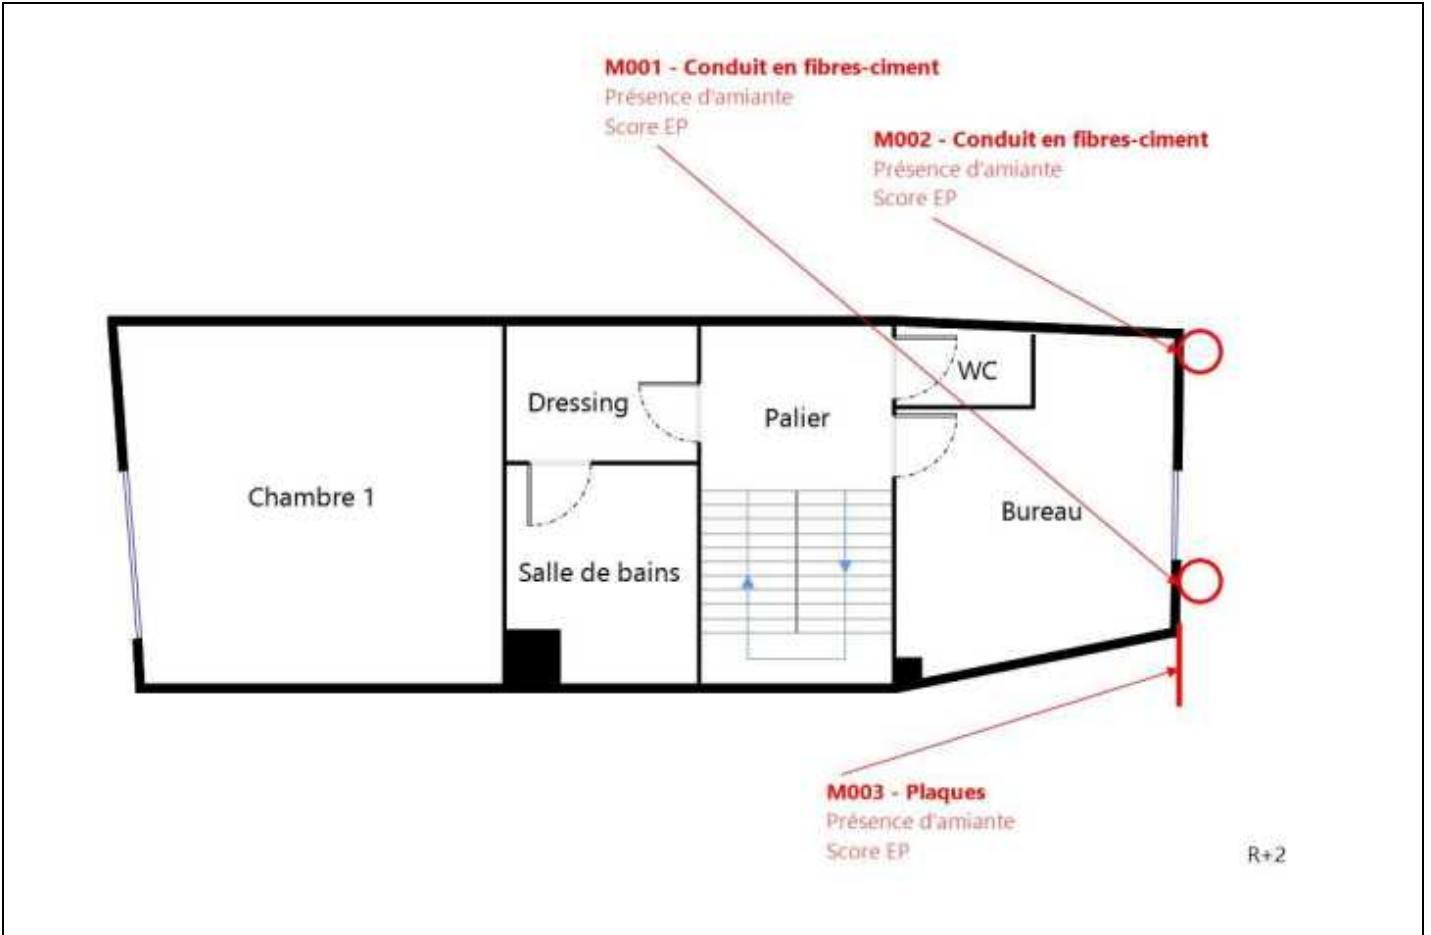 M001 - Conduit en fibres-ciment
Présence d'amiante
Score EP
M002 - Conduit en fibres-ciment
Présence d'amiante
Score EP
WC
Dressing
Palier
Chambre 1
Bureau
Salle de bains
M003 - Plaques
Présence d'amiante
Score EP
R+2